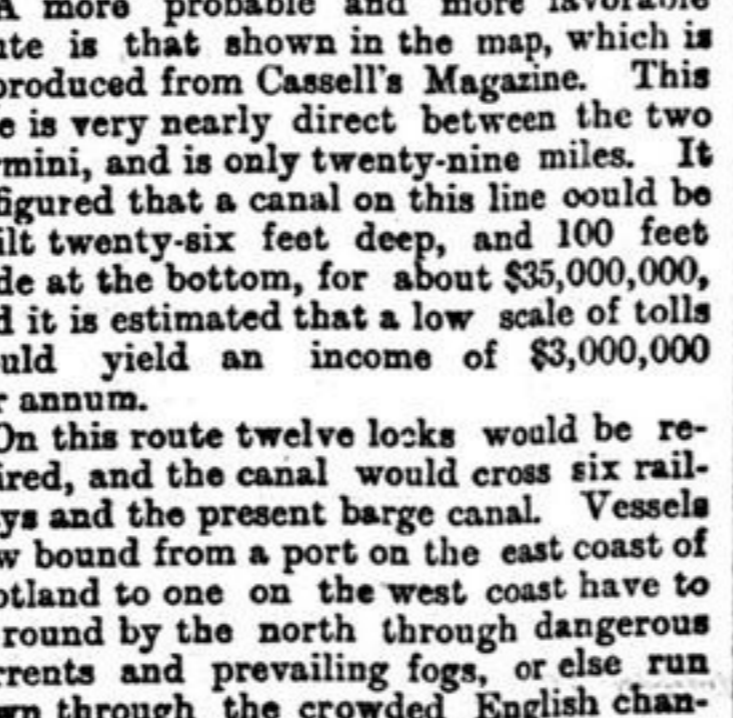 A more probable and more favorable
ute is that shown in the map, which is
produced from Cassell's Magazine. This
e is very nearly direct between the two
rmini, and is only twenty-nine miles. It
figured that a canal on this line could be
ilt twenty-six feet deep, and 100 feet
de at the bottom, for about $35,000,000,
d it is estimated that a low scale of tolls
uld yield an income of $3,000,000
r annum.
On this route twelve locks would be re-
ired, and the canal would cross six rail-
ys and the present barge canal. Vessels
w bound from a port on the east coast of
otland to one on the west coast have to
round by the north through dangerous
rrents and prevailing fogs, or else run
wn through the crowded English chan-